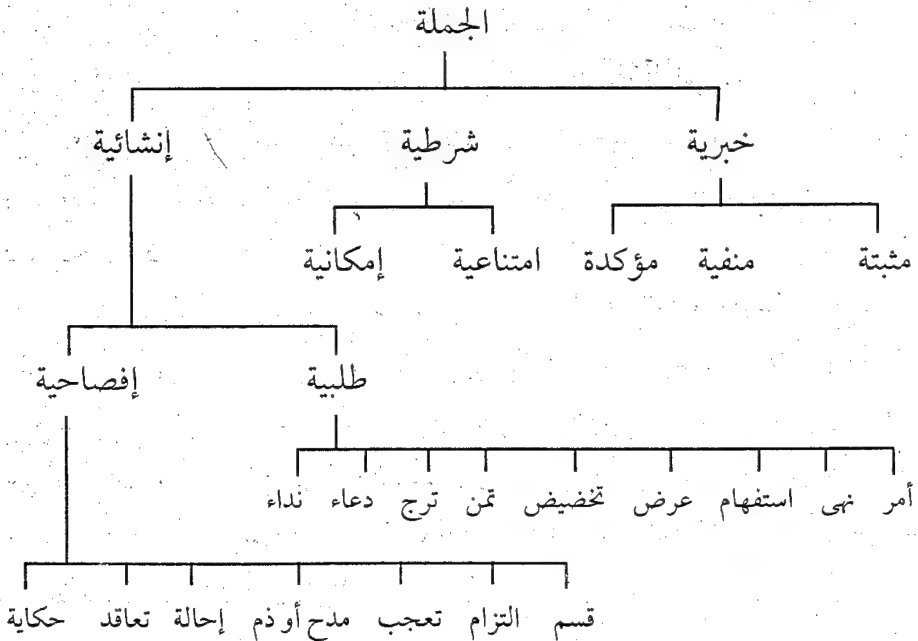 الجملة
خبرية شرطية إنشائية
مثبتة منفية مؤكدة امتناعية إمكانية
طلبية إفصاحية
أمر نهى استفهام عرض تخضيض تمن ترج دعاء نداء
قسم التزام تعجب مدح أو ذم إحالة تعاقد حكاية